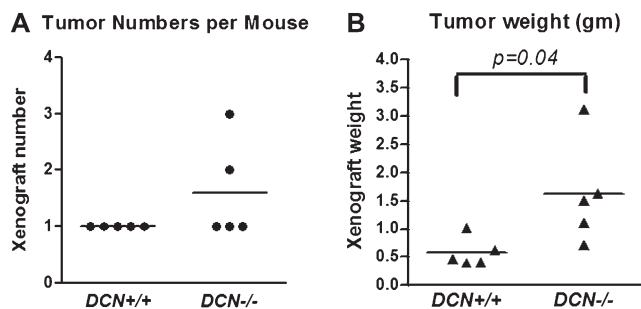 A Tumor Numbers per Mouse
Xenograft number
4
3
2
1
0
DCN+/+ DCN-/-
B Tumor weight (gm)
Xenograft weight
4.0
3.5
3.0
2.5
2.0
1.5
1.0
0.5
0.0
p=0.04
DCN+/+ DCN-/-